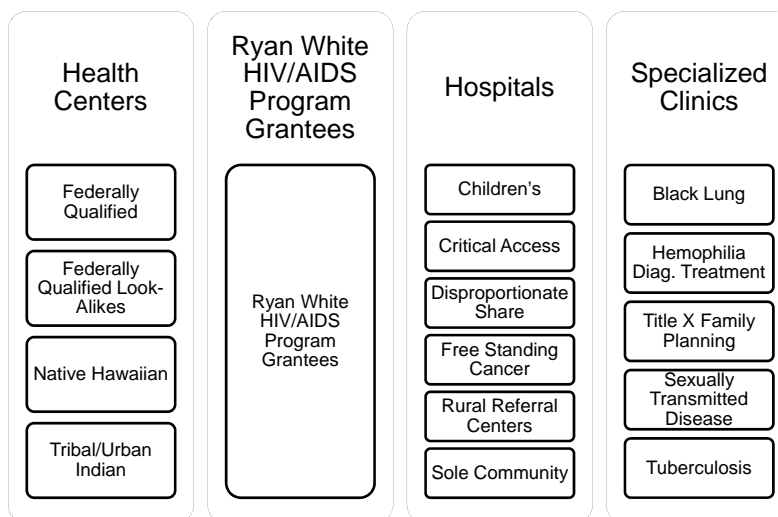 Health
Centers
Federally
Qualified
Federally
Qualified Look-
Alikes
Native Hawaiian
Tribal/Urban
Indian
Ryan White
HIV/AIDS
Program
Grantees
Ryan White
HIV/AIDS
Program
Grantees
Hospitals
Children’s
Critical Access
Disproportionate
Share
Free Standing
Cancer
Rural Referral
Centers
Sole Community
Specialized
Clinics
Black Lung
Hemophilia
Diag. Treatment
Title X Family
Planning
Sexually
Transmitted
Disease
Tuberculosis